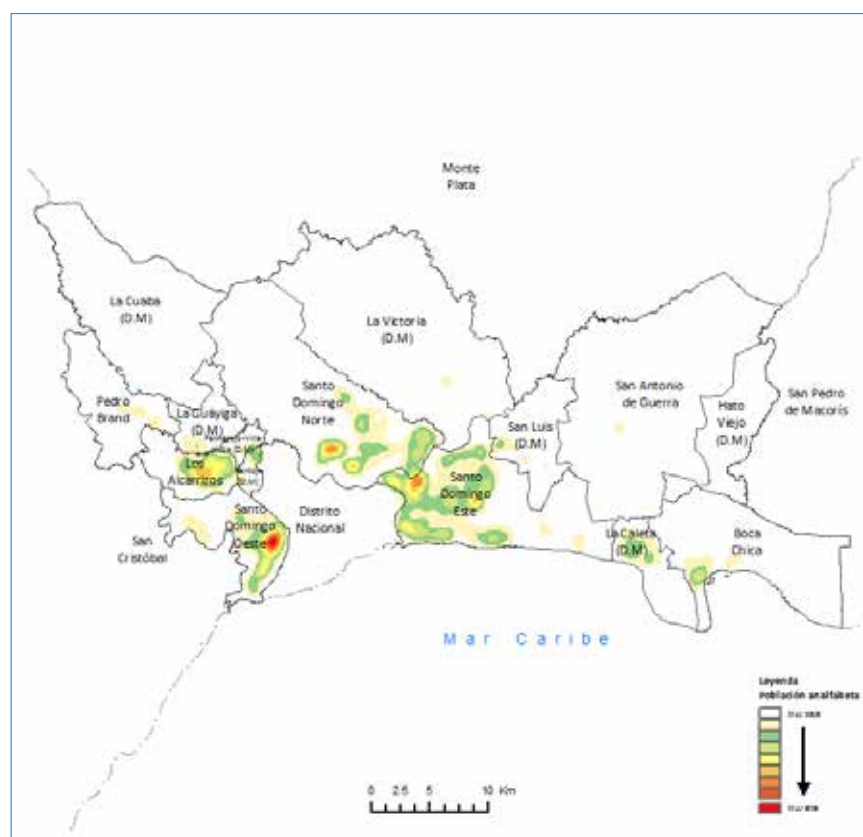 Monte
Plata
La Cuaba
(D.M)
La Victoria
(D.M)
Pedro
Brand
La Guayiga
(D.M)
Santo
Domingo
Norte
San Luis
(D.M)
San Antonio
de Guerra
Hato
Viejo
(D.M)
San Pedro
de Macorís
Los
Alcarrizos
Santo
Domingo
Este
Santo
Domingo
Oeste
Distrito
Nacional
San
Cristóbal
La Caleta
(D.M)
Boca
Chica
Mar Caribe
Leyenda
Población analfabeta
0 2.5 5 10 Km